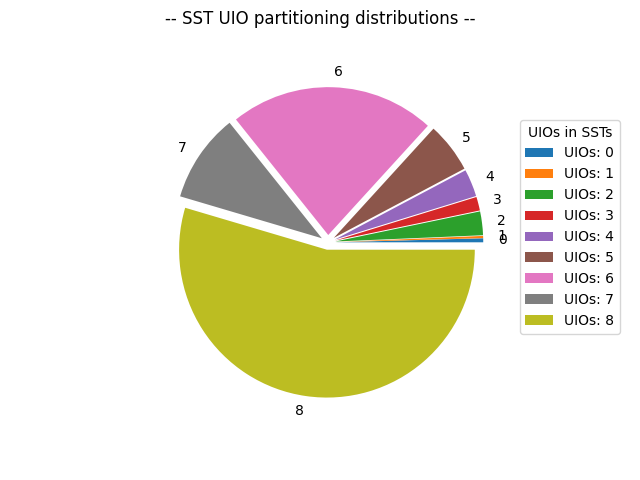 -- SST UIO partitioning distributions --
6
7
5
4
3
2
1
0
8
UIOs in SSTs
UIOs: 0
UIOs: 1
UIOs: 2
UIOs: 3
UIOs: 4
UIOs: 5
UIOs: 6
UIOs: 7
UIOs: 8